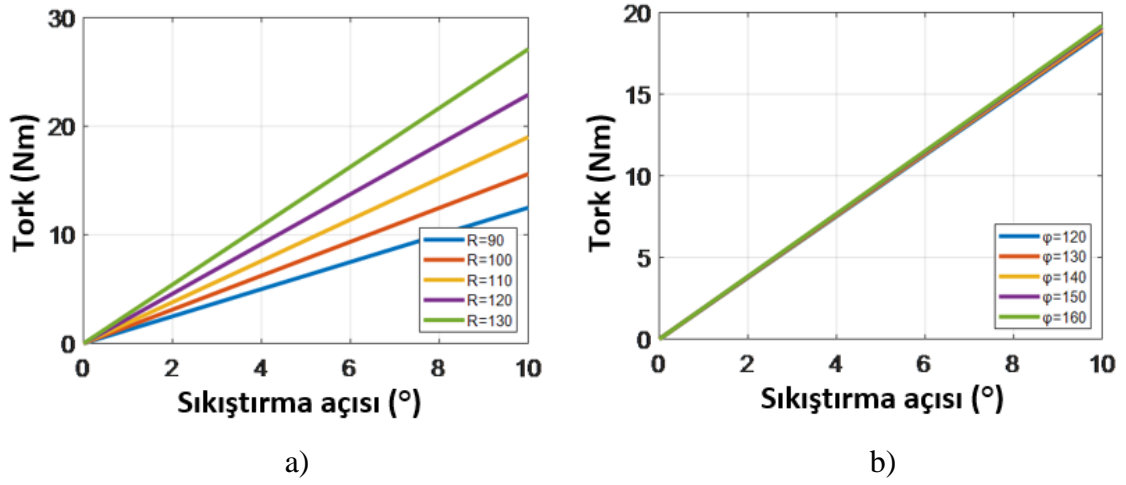 30
20
10
0
0 2 4 6 8 10
Tork (Nm)
Sıkıştırma açısı (°)
R=90
R=100
R=110
R=120
R=130
a)
20
15
10
5
0
0 2 4 6 8 10
Tork (Nm)
Sıkıştırma açısı (°)
φ=120
φ=130
φ=140
φ=150
φ=160
b)